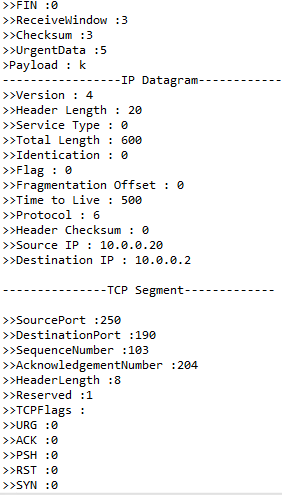 >>FIN :0
>>ReceiveWindow :3
>>Checksum :3
>>UrgentData :5
>Payload : k
-----------------IP Datagram------------
>>Version : 4
>>Header Length : 20
>>Service Type : 0
>>Total Length : 600
>>Identication : 0
>>Flag : 0
>>Fragmentation Offset : 0
>>Time to Live : 500
>>Protocol : 6
>>Header Checksum : 0
>>Source IP : 10.0.0.20
>>Destination IP : 10.0.0.2
---------------TCP Segment-------------
>>SourcePort :250
>>DestinationPort :190
>>SequenceNumber :103
>>AcknowledgementNumber :204
>>HeaderLength :8
>>Reserved :1
>>TCPFlags :
>>URG :0
>>ACK :0
>>PSH :0
>>RST :0
>>SYN :0